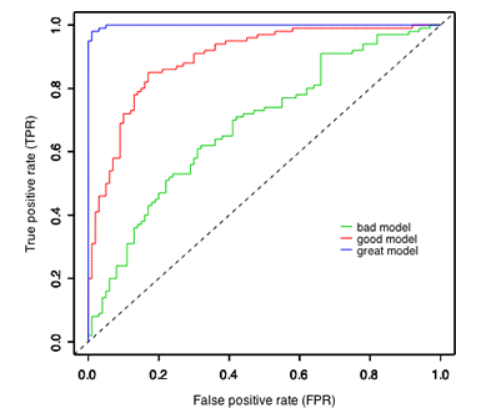 True positive rate (TPR)
1.0
0.8
0.6
0.4
0.2
0.0
bad model
good model
great model
0.0 0.2 0.4 0.6 0.8 1.0
False positive rate (FPR)